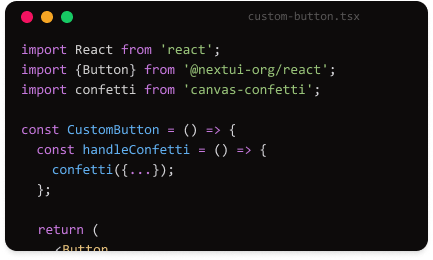 custom-button.tsx
import React from 'react';
import {Button} from '@nextui-org/react';
import confetti from 'canvas-confetti';
const CustomButton = () => {
const handleConfetti = () => {
confetti({...});
};
return (
<Button